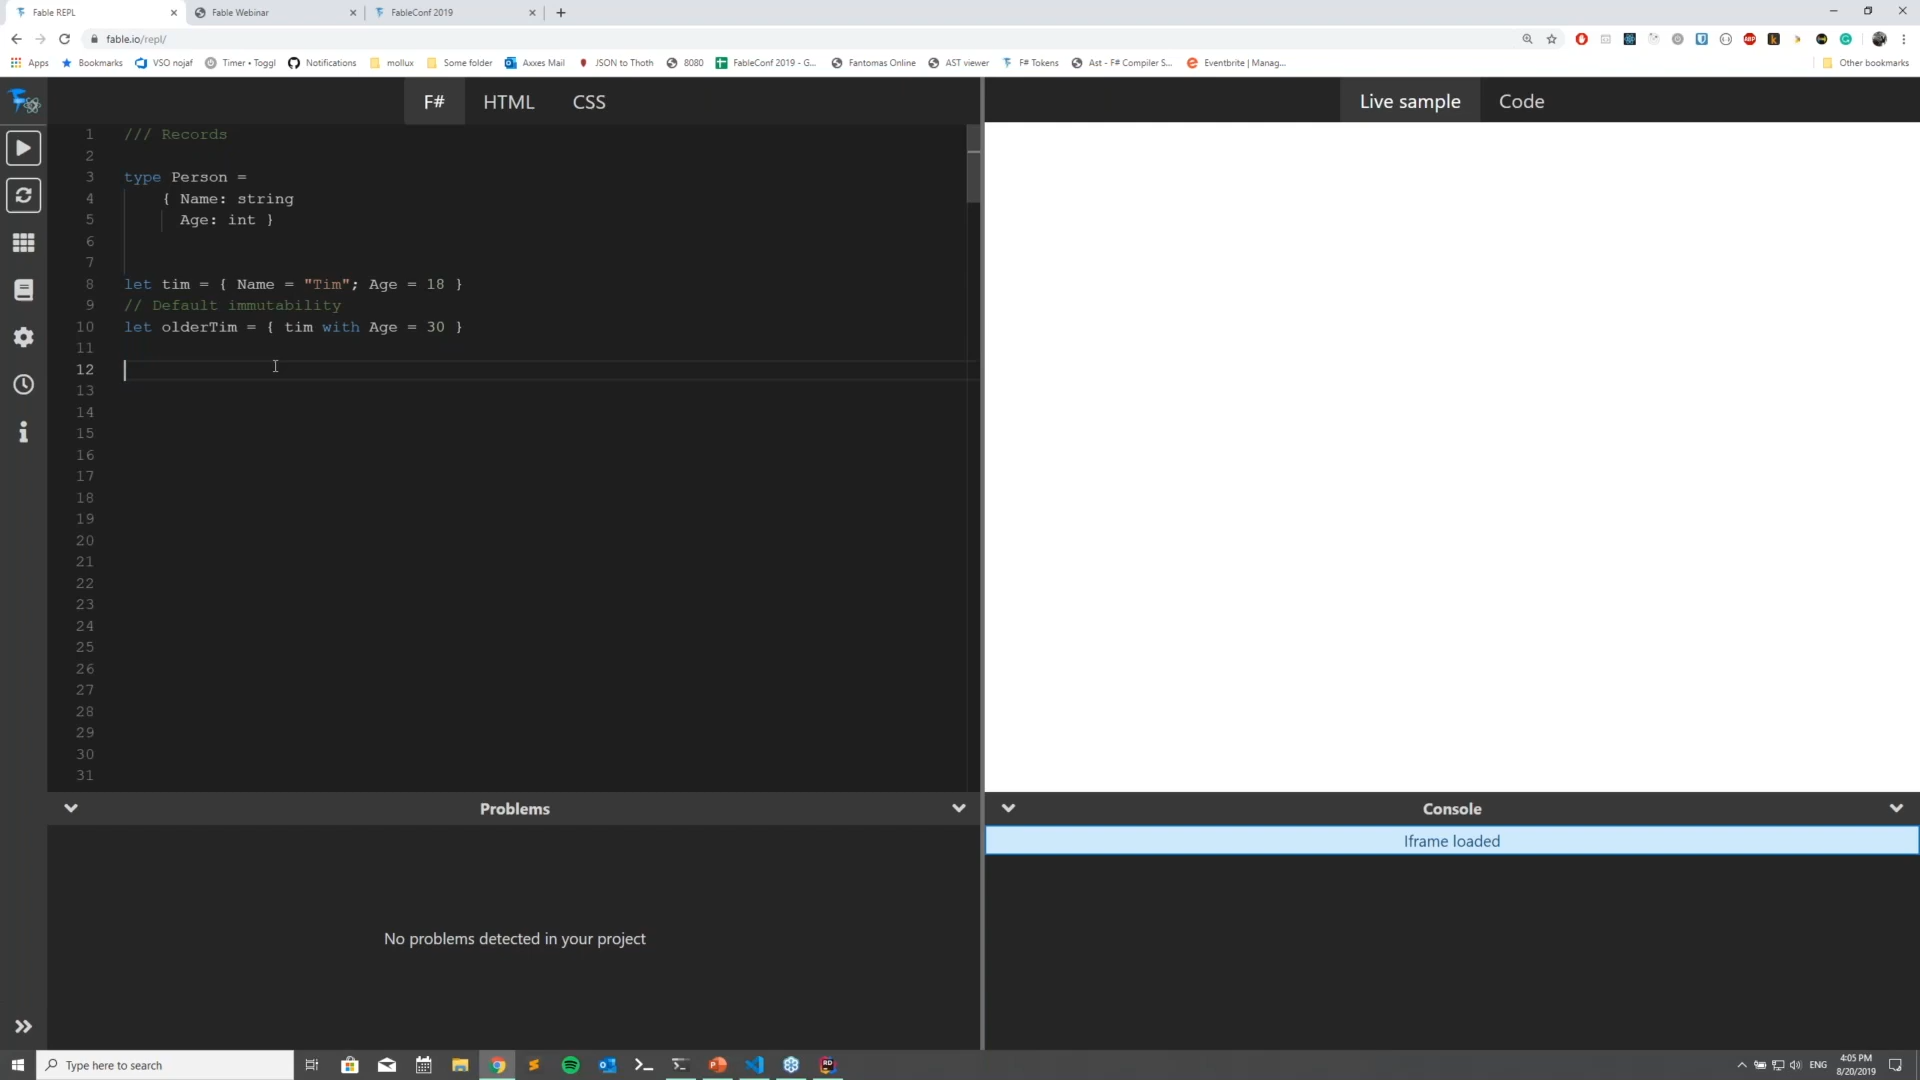 Fable REPL
Fable Webinar
FableConf 2019
fable.io/repl/
Apps
Bookmarks
VSO nojaf
Timer • Toggl
Notifications
mollux
Some folder
Axxes Mail
JSON to Thoth
8080
FableConf 2019 - G...
Fantomas Online
AST viewer
F# Tokens
Ast - F# Compiler S...
Eventbrite | Manag...
Other bookmarks
F#
HTML
CSS
Live sample
Code
1 /// Records
2
3 type Person =
4 { Name: string
5 Age: int }
6
7
8 let tim = { Name = "Tim"; Age = 18 }
9 // Default immutability
10 let olderTim = { tim with Age = 30 }
11
12
13
14
15
16
17
18
19
20
21
22
23
24
25
26
27
28
29
30
31
Problems
No problems detected in your project
Console
Iframe loaded
Type here to search
ENG
4:05 PM
8/20/2019